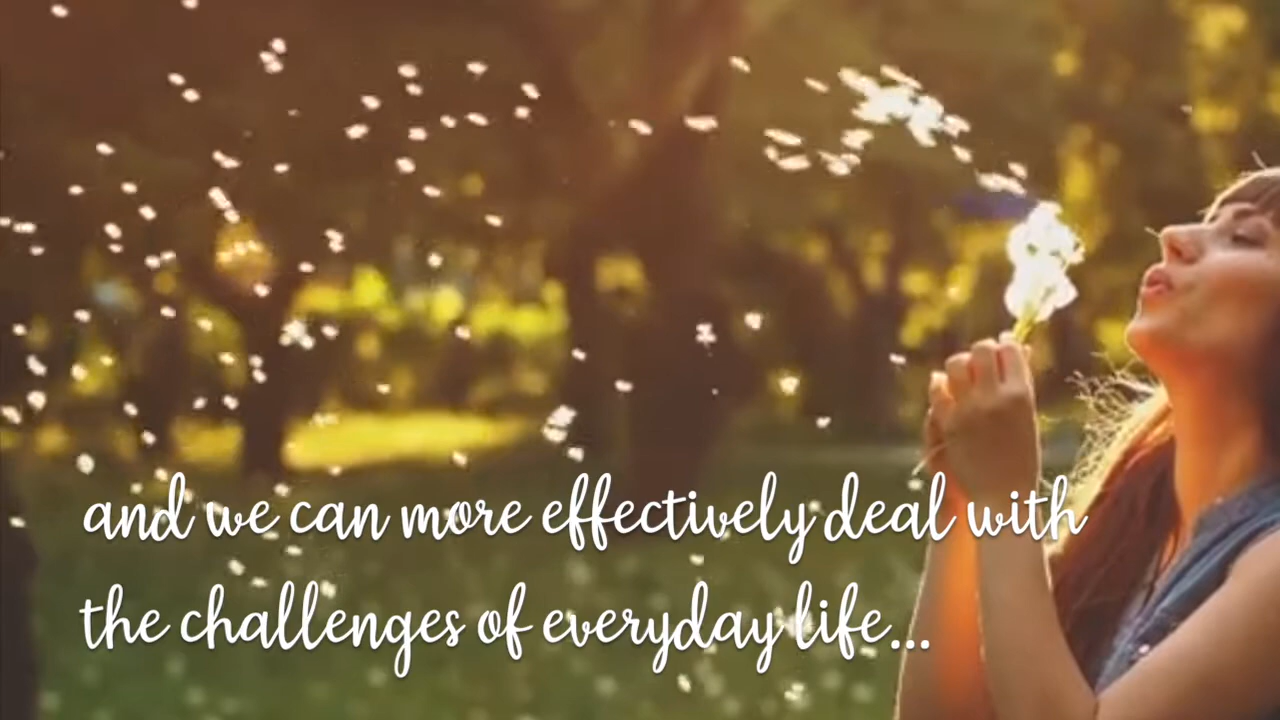 and we can more effectively deal with
the challenges of everyday life...